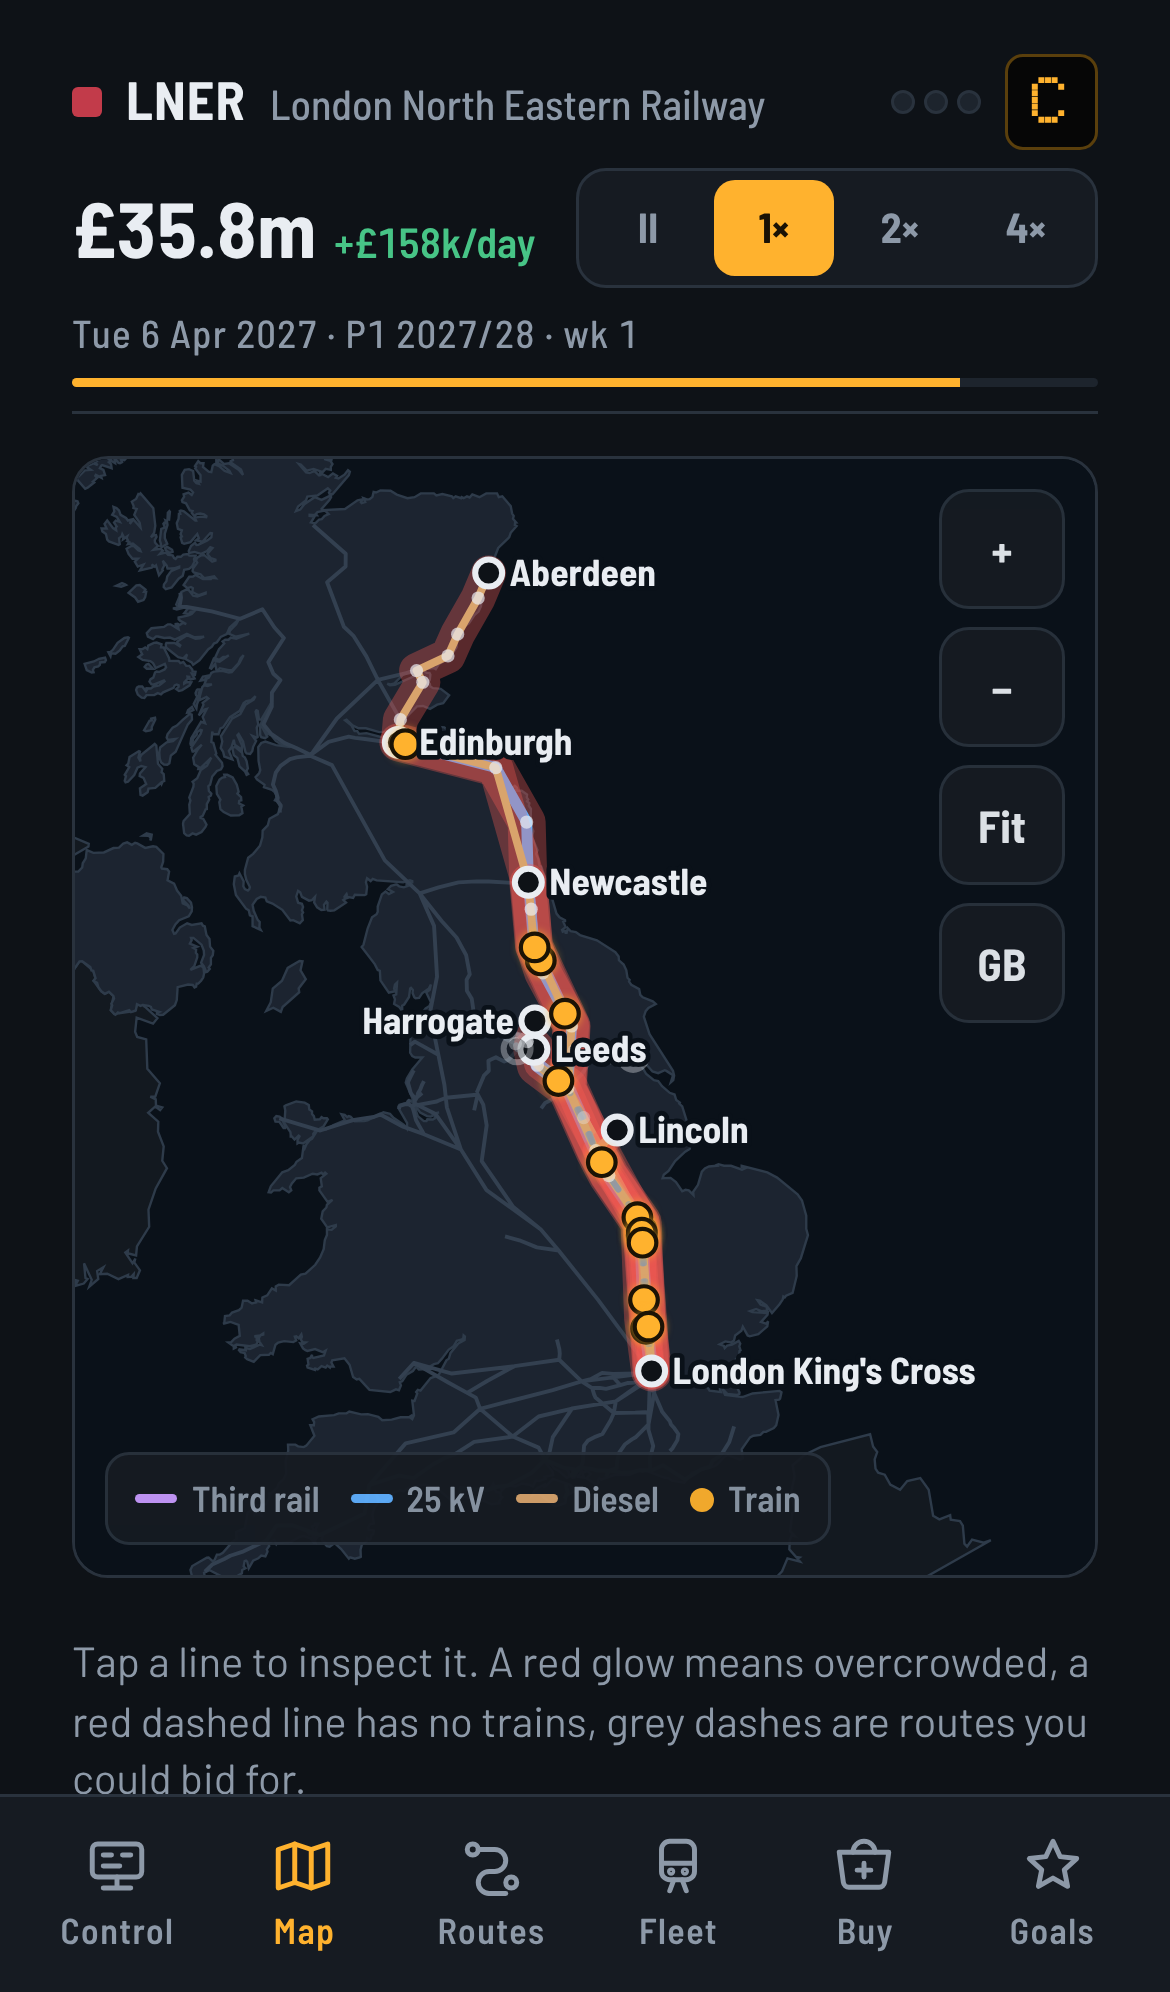 LNER London North Eastern Railway
C
£35.8m +£158k/day
1× 2× 4×
Tue 6 Apr 2027 · P1 2027/28 · wk 1
+
Aberdeen
−
Edinburgh
Fit
Newcastle
GB
Harrogate
Leeds
Lincoln
London King's Cross
Third rail 25 kV Diesel Train
Tap a line to inspect it. A red glow means overcrowded, a
red dashed line has no trains, grey dashes are routes you
could bid for.
Control Map Routes Fleet Buy Goals